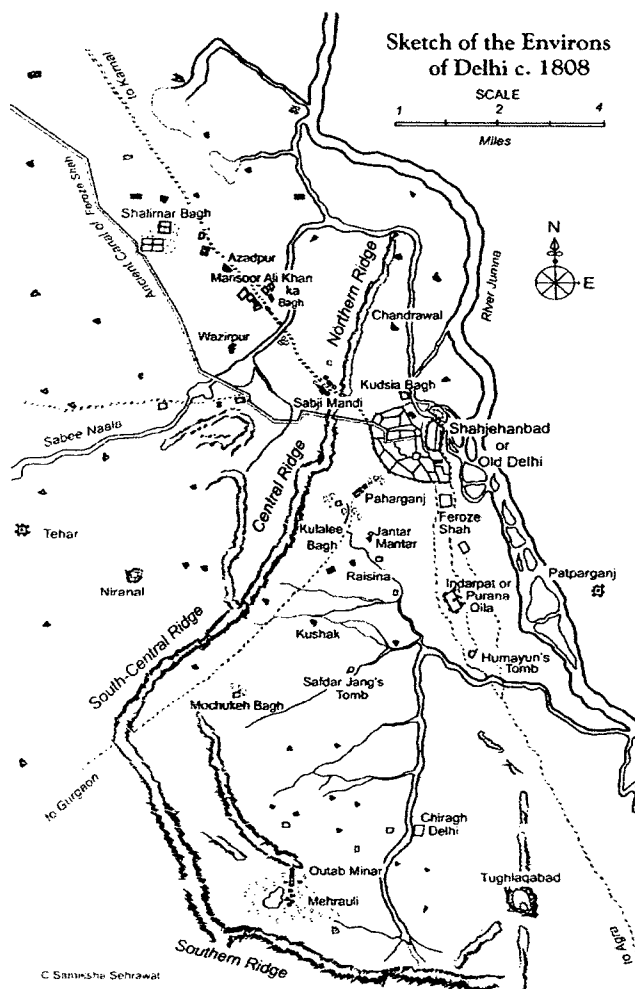 Sketch of the Environs
of Delhi c. 1808
SCALE
1 2 4
Miles
to Karnal
Ancient Canal of Feroze Shah
Shalimar Bagh
Azadpur
Mansoor Ali Khan
ka
Bagh
Northern Ridge
Chandrawal
River Jumna
N
E
Wazirpur
Sabji Mandi
Kudsia Bagh
Shahjehanbad
or
Old Delhi
Sabee Naala
Central Ridge
Paharganj
Kulalee
Bagh
Jantar
Mantar
Feroze
Shah
Tehar
Raisina
Niranal
Indarpat or
Purana
Qila
Patparganj
Kushak
South-Central Ridge
Humayun's
Tomb
Safdar Jang's
Tomb
Mochukeh Bagh
to Gurgaon
Chiragh
Delhi
Outab Minar
Mehrauli
Tughlaqabad
Southern Ridge
to Agra
C Samiksha Sehrawat